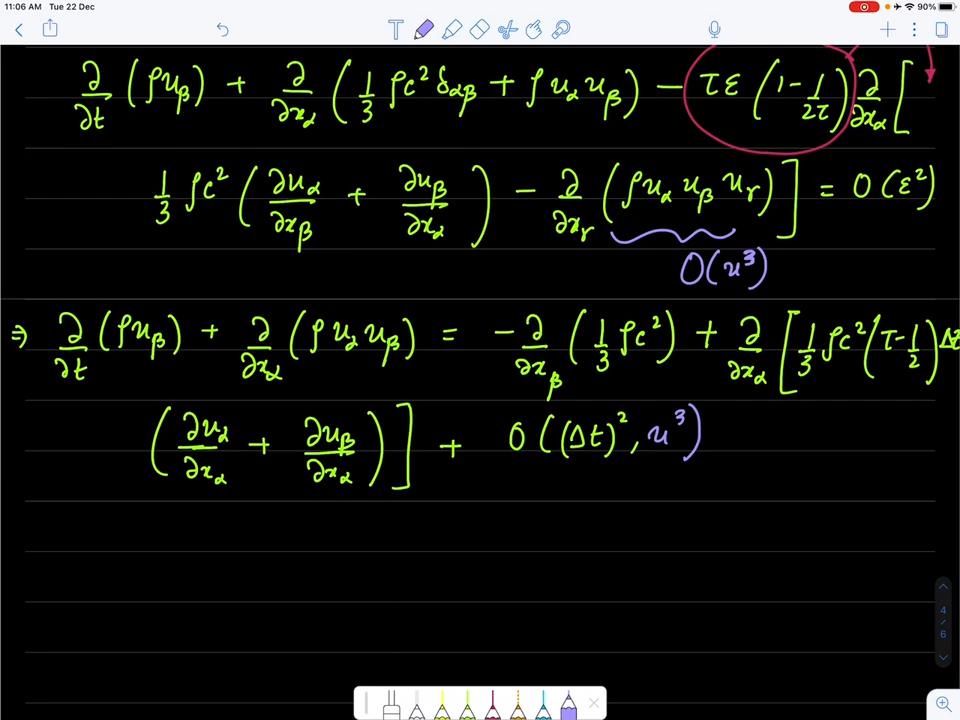 11:06 AM Tue 22 Dec 90%
T
∂/∂t (ρu_β) + ∂/∂x_α (1/3 ρc² δ_αβ + ρ u_α u_β) − τε (1 − 1/2τ) ∂/∂x_α [
1/3 ρc² (∂u_α/∂x_β + ∂u_β/∂x_α) − ∂/∂x_γ (ρ u_α u_β u_γ) ] = O(ε²)
O(u³)
⇒ ∂/∂t (ρu_β) + ∂/∂x_α (ρ u_α u_β) = − ∂/∂x_β (1/3 ρc²) + ∂/∂x_α [ 1/3 ρc² (τ − 1/2) Δt
(∂u_α/∂x_α + ∂u_β/∂x_α) ] + O((Δt)², u³)
4
/
6